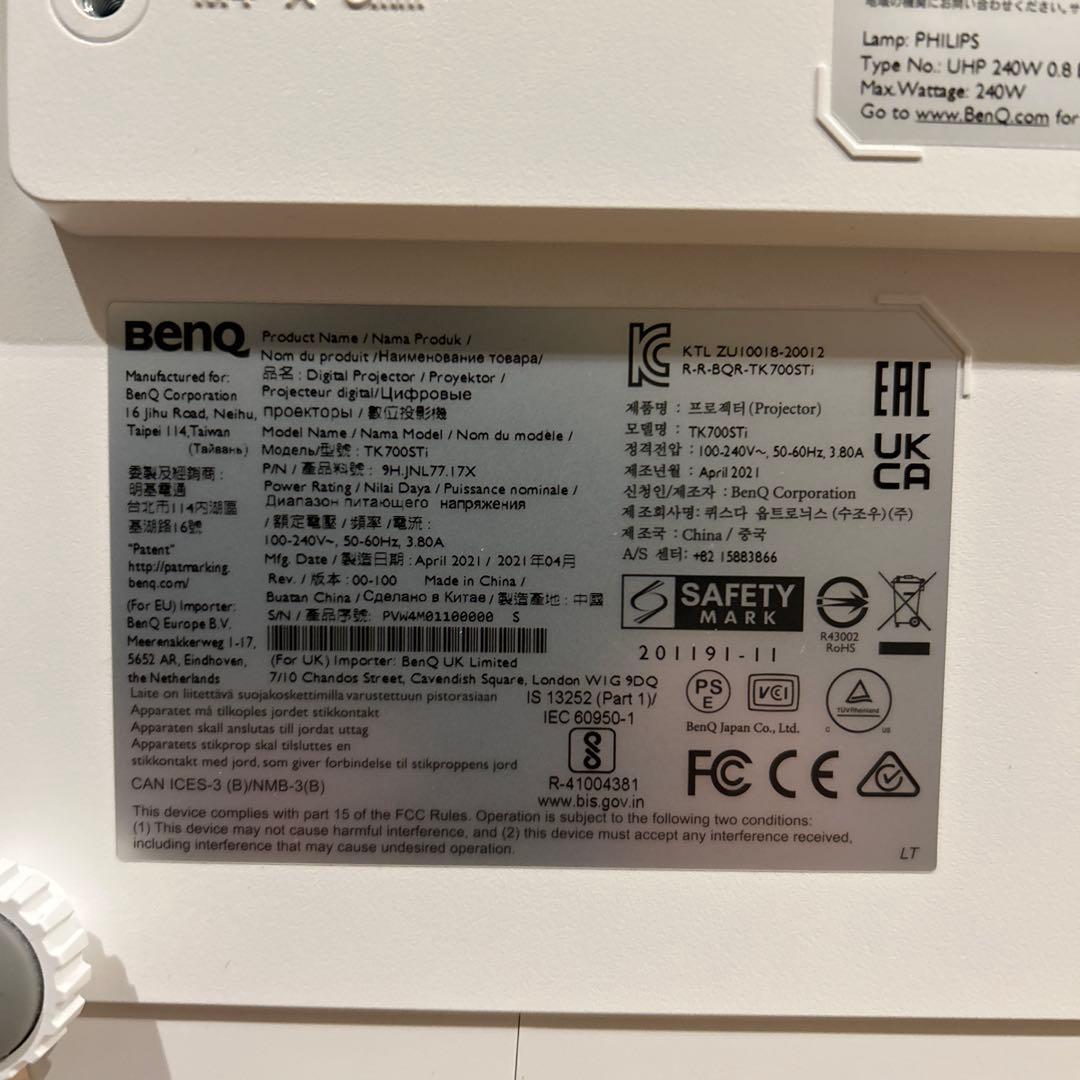 Lamp: PHILIPS
Type No.: UHP 240W 0.8
Max.Wattage: 240W
Go to www.BenQ.com for
BenQ
Manufactured for:
BenQ Corporation
16 Jihu Road, Neihu,
Taipei 114,Taiwan
(Тайвань)
委製及經銷商：
明基電通
台北市114內湖區
基湖路16號
"Patent"
http://patmarking.
benq.com/
(For EU) Importer:
BenQ Europe B.V.
Meerenakkerweg 1-17,
5652 AR, Eindhoven,
the Netherlands
Product Name / Nama Produk /
Nom du produit /Наименование товара/
品名 : Digital Projector / Proyektor /
Projecteur digital/Цифровые
проекторы / 數位投影機
Model Name / Nama Model / Nom du modèle /
Модель/型號 : TK700STi
P/N / 產品料號 : 9H.JNL77.17X
Power Rating / Nilai Daya / Puissance nominale /
Диапазон питающего напряжения
/ 額定電壓 / 頻率 / 電流 :
100-240V~, 50-60Hz, 3.80A
Mfg. Date / 製造日期 : April 2021 / 2021年04月
Rev. / 版本 : 00-100 Made in China /
Buatan China / Сделано в Китае / 製造產地 : 中國
S/N / 產品序號: PVW4M01100000 S
(For UK) Importer: BenQ UK Limited
7/10 Chandos Street, Cavendish Square, London W1G 9DQ
Laite on liitettävä suojakoskettimilla varustettuun pistorasiaan
Apparatet må tilkoples jordet stikkontakt
Apparaten skall anslutas till jordat uttag
Apparatets stikprop skal tilsluttes en
stikkontakt med jord, som giver forbindelse til stikproppens jord
CAN ICES-3 (B)/NMB-3(B)
IS 13252 (Part 1)/
IEC 60950-1
R-41004381
www.bis.gov.in
KTL ZU10018-20012
R-R-BQR-TK700STi
제품명 : 프로젝터(Projector)
모델명 : TK700STi
정격전압 : 100-240V~, 50-60Hz, 3.80A
제조년월 : April 2021
신청인/제조자 : BenQ Corporation
제조회사명: 퀴스다 옵트로닉스 (수조우)(주)
제조국 : China / 중국
A/S 센터: +82 15883866
EAC
UK
CA
SAFETY
MARK
201191-11
R43002
RoHS
PS
E
VCI
BenQ Japan Co., Ltd.
TÜVRheinland
C US
FC CE
This device complies with part 15 of the FCC Rules. Operation is subject to the following two conditions:
(1) This device may not cause harmful interference, and (2) this device must accept any interference received,
including interference that may cause undesired operation.
LT